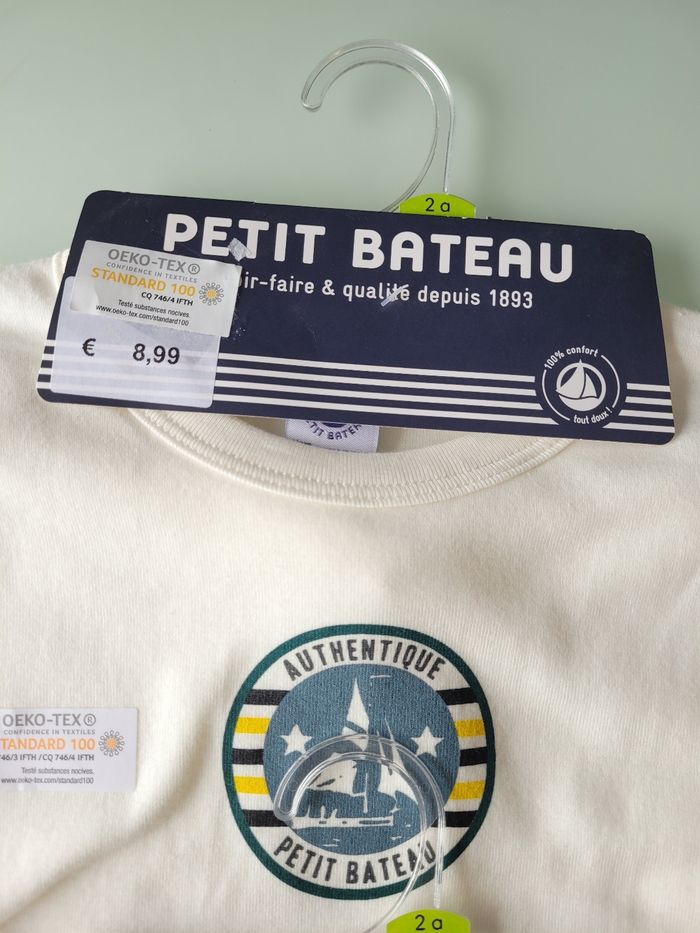 2 a
PETIT BATEAU
ir-faire & qualité depuis 1893
OEKO-TEX®
CONFIDENCE IN TEXTILES
STANDARD 100
CQ 746/4 IFTH
Testé substances nocives.
www.oeko-tex.com/standard100
€ 8,99
100% confort
tout doux !
TIT BATEA
AUTHENTIQUE
PETIT BATEAU
OEKO-TEX®
CONFIDENCE IN TEXTILES
TANDARD 100
746/3 IFTH /CQ 746/4 IFTH
Testé substances nocives.
www.oeko-tex.com/standard100
2 a